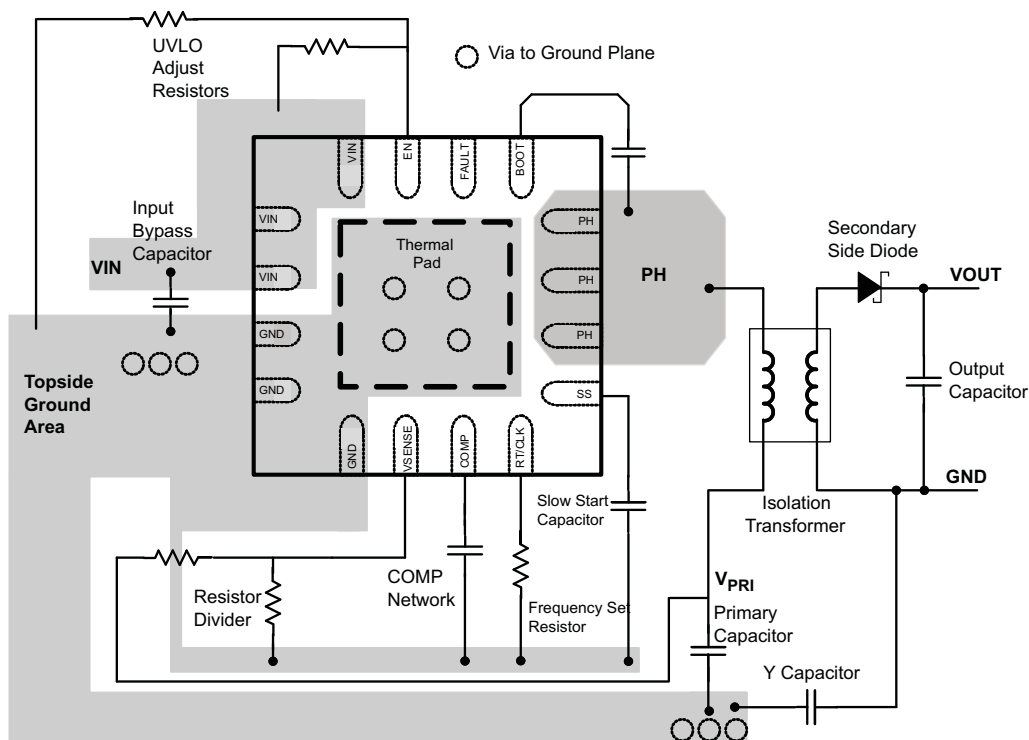 UVLO
Adjust
Resistors
Via to Ground Plane
VIN
EN
FAULT
BOOT
Input
Bypass
Capacitor
VIN
VIN
VIN
GND
GND
Thermal
Pad
PH
PH
PH
SS
PH
Secondary
Side Diode
VOUT
Output
Capacitor
GND
Isolation
Transformer
Topside
Ground
Area
GND
VSENSE
COMP
RT/CLK
Slow Start
Capacitor
Resistor
Divider
COMP
Network
Frequency Set
Resistor
VPRI
Primary
Capacitor
Y Capacitor